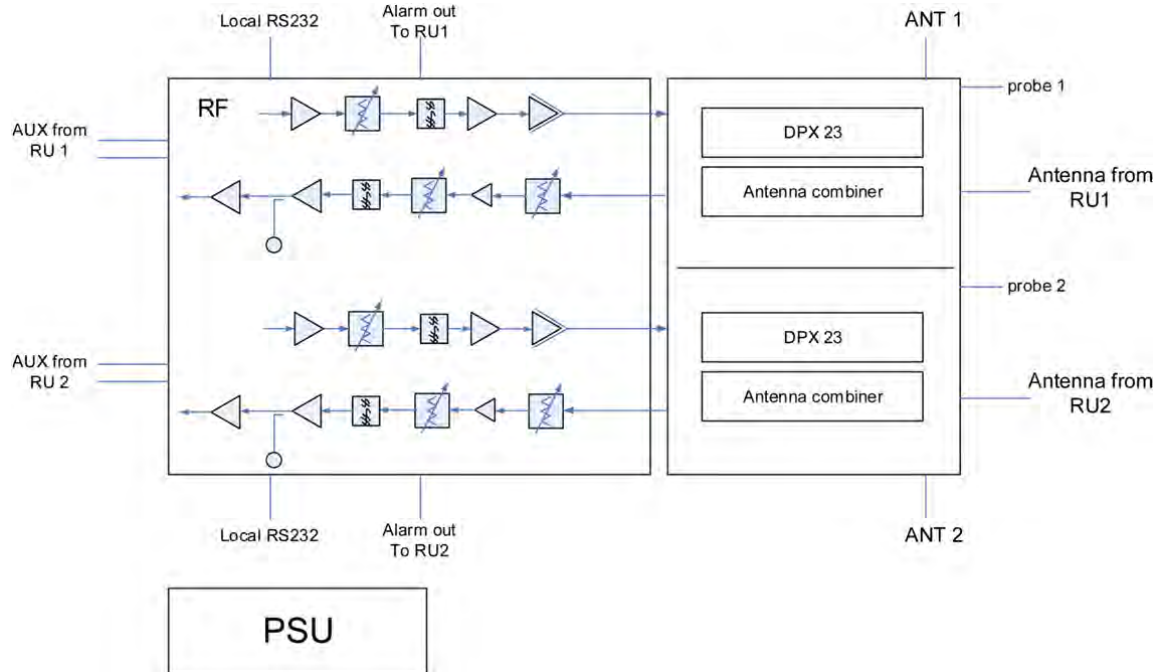 Local RS232
Alarm out
To RU1
ANT 1
RF
probe 1
AUX from
RU 1
DPX 23
Antenna combiner
Antenna from
RU1
probe 2
AUX from
RU 2
DPX 23
Antenna combiner
Antenna from
RU2
Local RS232
Alarm out
To RU2
ANT 2
PSU